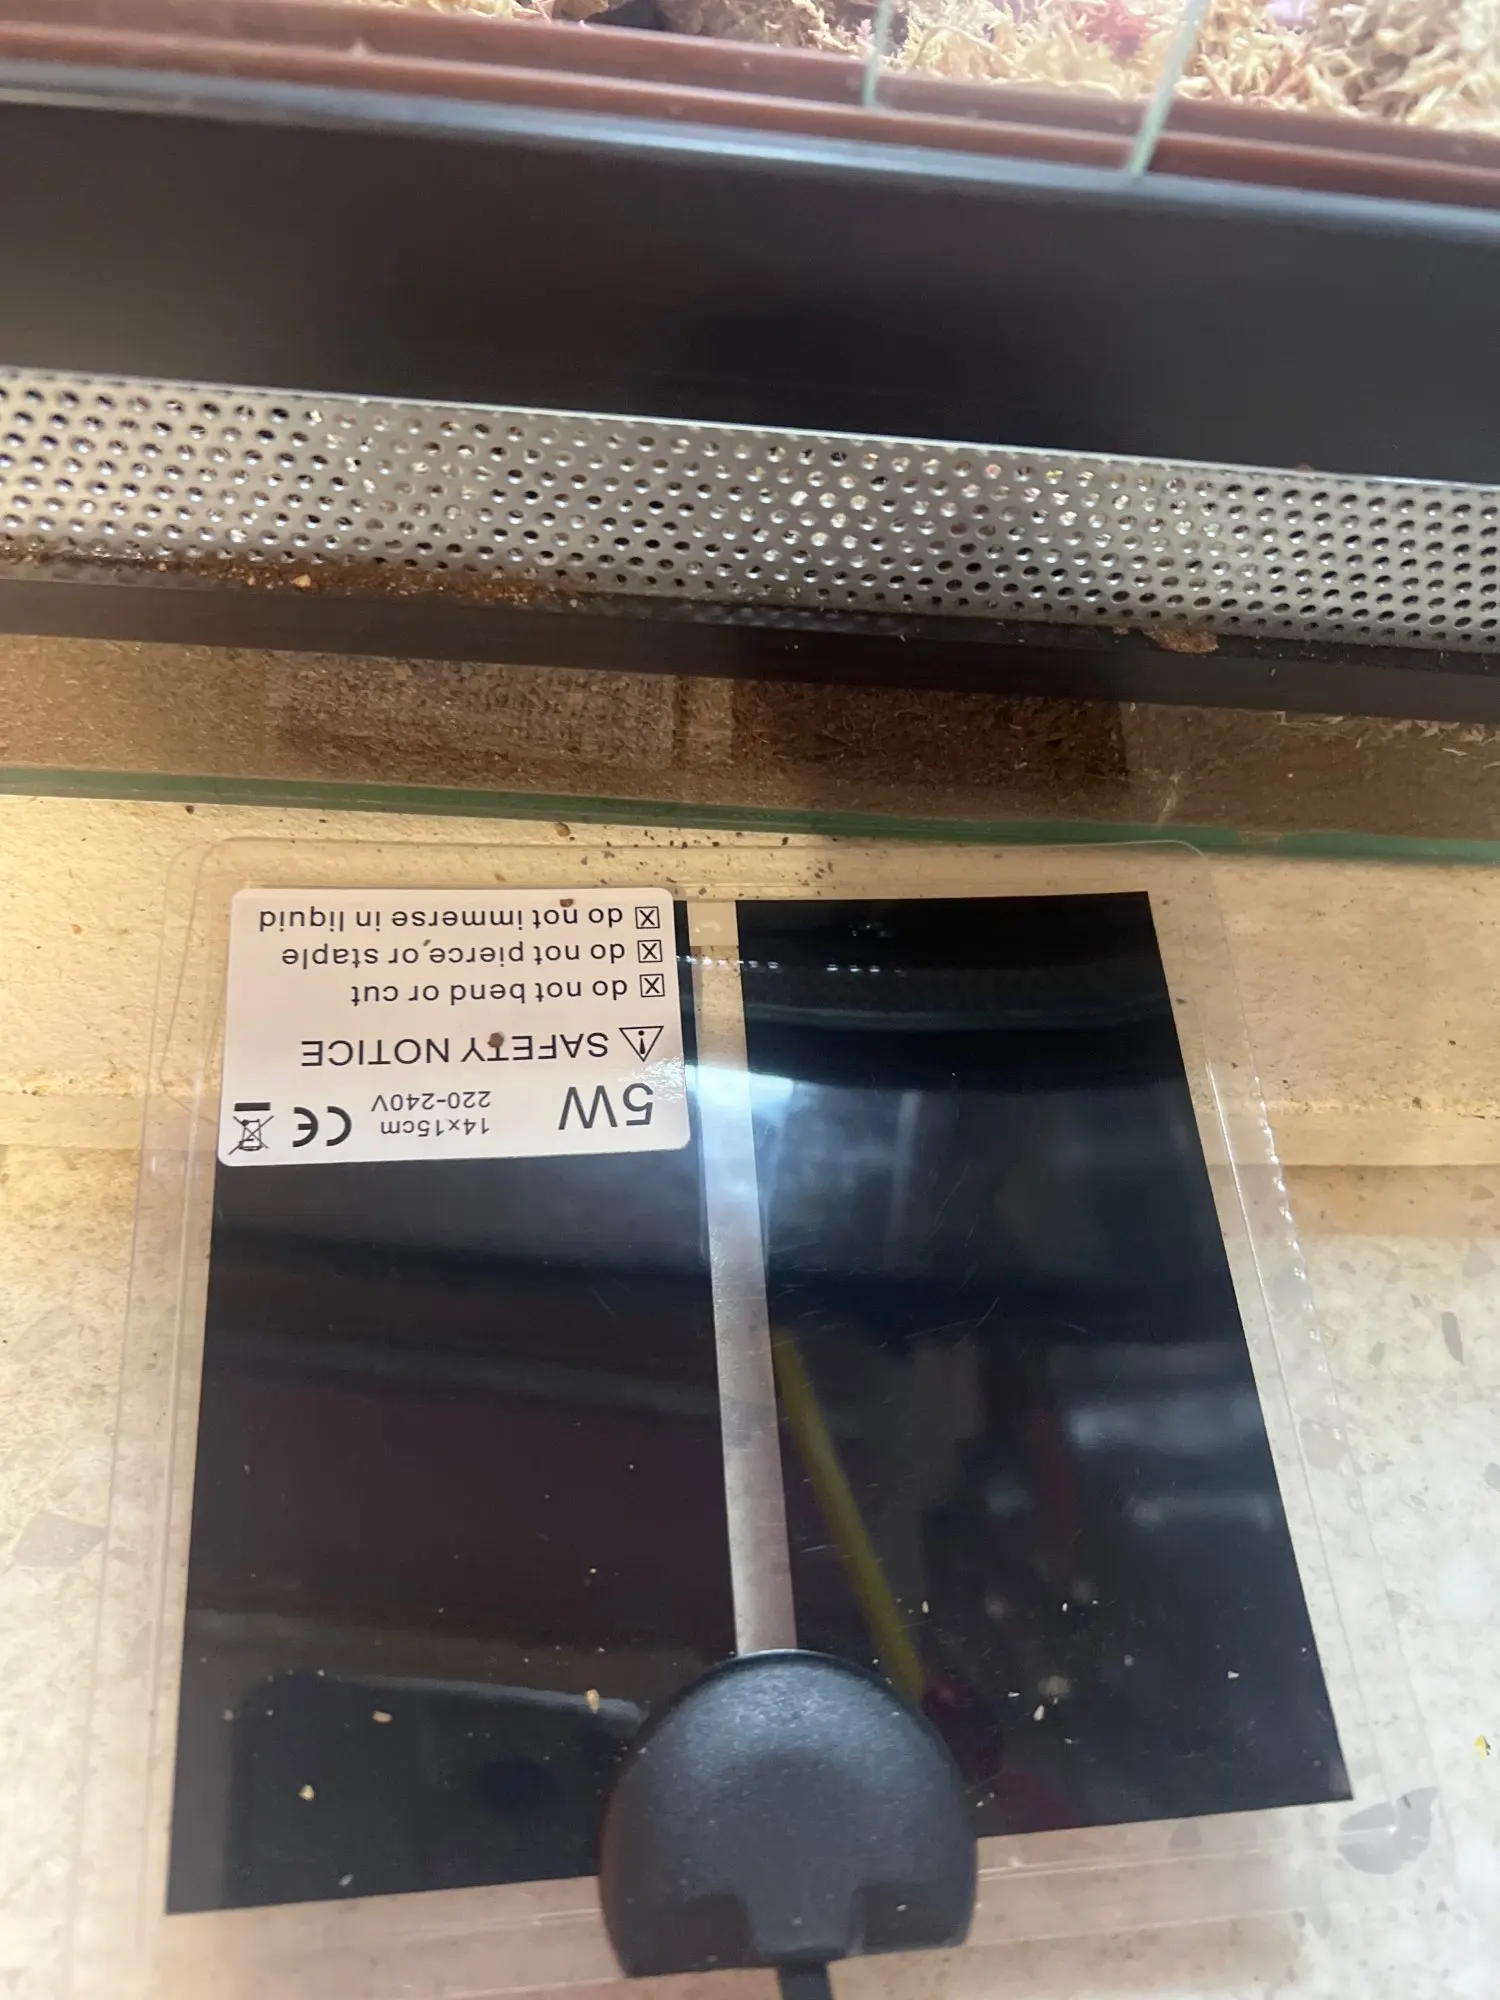 5W
14x15cm
220-240V
CE
SAFETY NOTICE
do not bend or cut
do not pierce,or staple
do not immerse in liquid